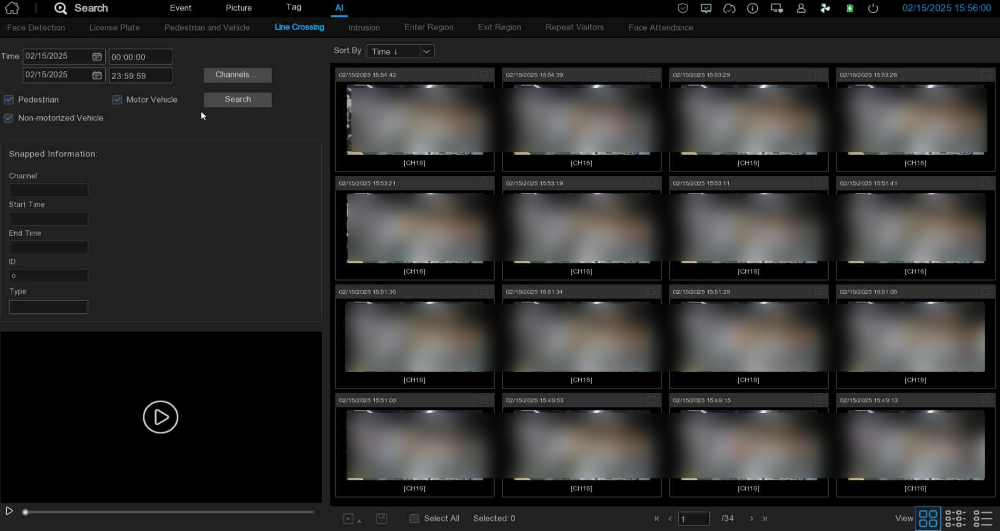 Search Event Picture Tag AI 02/15/2025 15:56:00
Face Detection License Plate Pedestrian and Vehicle Line Crossing Intrusion Enter Region Exit Region Repeat Visitors Face Attendance
Time 02/15/2025 00:00:00
02/15/2025 23:59:59 Channels ...
Pedestrian Motor Vehicle Search
Non-motorized Vehicle
Snapped Information:
Channel
Start Time
End Time
ID
0
Type
Sort By Time ↓
02/15/2025 15:54:42 02/15/2025 15:54:39 02/15/2025 15:53:29 02/15/2025 15:53:26
[CH16] [CH16] [CH16] [CH16]
02/15/2025 15:53:21 02/15/2025 15:53:19 02/15/2025 15:53:11 02/15/2025 15:51:41
[CH16] [CH16] [CH16] [CH16]
02/15/2025 15:51:36 02/15/2025 15:51:34 02/15/2025 15:51:25 02/15/2025 15:51:05
[CH16] [CH16] [CH16] [CH16]
02/15/2025 15:51:03 02/15/2025 15:49:53 02/15/2025 15:49:15 02/15/2025 15:49:13
[CH16] [CH16] [CH16] [CH16]
Select All Selected: 0 1 /34 View